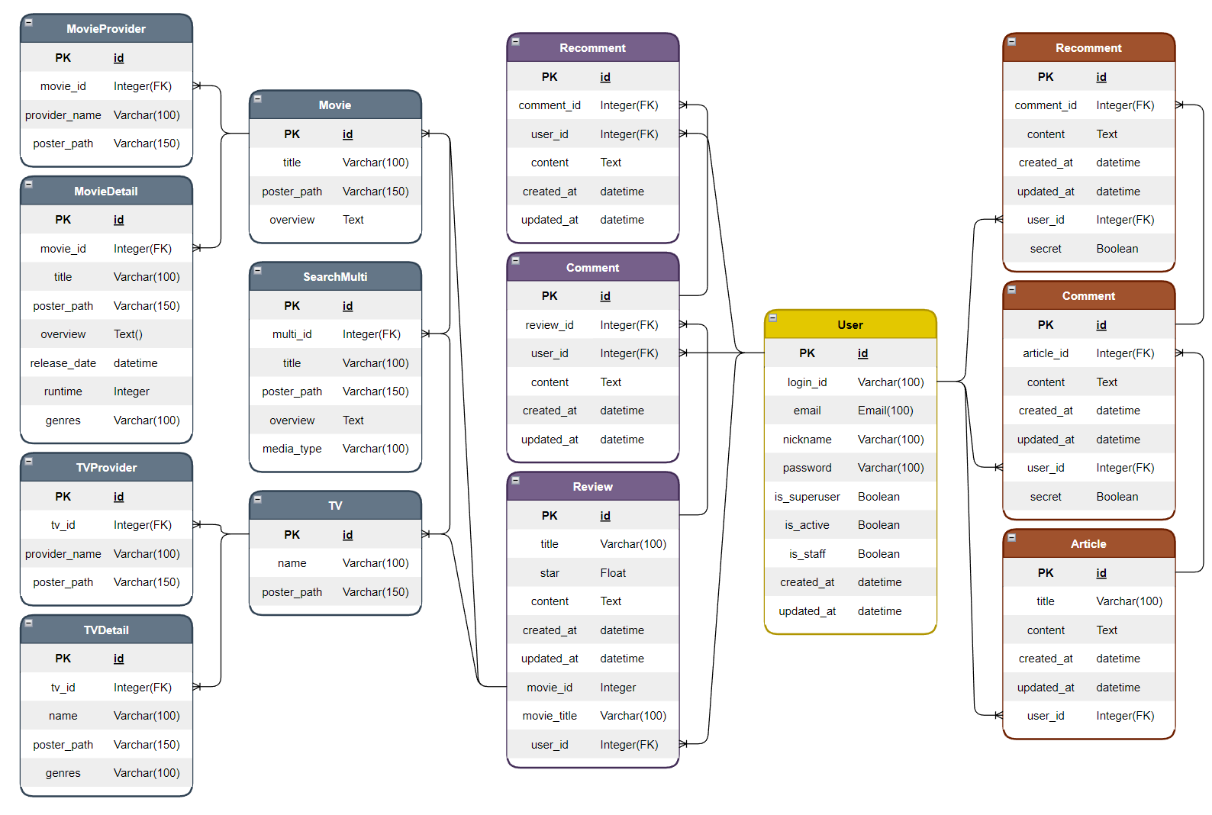 MovieProvider
PK id
movie_id Integer(FK)
provider_name Varchar(100)
poster_path Varchar(150)
MovieDetail
PK id
movie_id Integer(FK)
title Varchar(100)
poster_path Varchar(150)
overview Text()
release_date datetime
runtime Integer
genres Varchar(100)
TVProvider
PK id
tv_id Integer(FK)
provider_name Varchar(100)
poster_path Varchar(150)
TVDetail
PK id
tv_id Integer(FK)
name Varchar(100)
poster_path Varchar(150)
genres Varchar(100)
Movie
PK id
title Varchar(100)
poster_path Varchar(150)
overview Text
SearchMulti
PK id
multi_id Integer(FK)
title Varchar(100)
poster_path Varchar(150)
overview Text
media_type Varchar(100)
TV
PK id
name Varchar(100)
poster_path Varchar(150)
Recomment
PK id
comment_id Integer(FK)
user_id Integer(FK)
content Text
created_at datetime
updated_at datetime
Comment
PK id
review_id Integer(FK)
user_id Integer(FK)
content Text
created_at datetime
updated_at datetime
Review
PK id
title Varchar(100)
star Float
content Text
created_at datetime
updated_at datetime
movie_id Integer
movie_title Varchar(100)
user_id Integer(FK)
User
PK id
login_id Varchar(100)
email Email(100)
nickname Varchar(100)
password Varchar(100)
is_superuser Boolean
is_active Boolean
is_staff Boolean
created_at datetime
updated_at datetime
Recomment
PK id
comment_id Integer(FK)
content Text
created_at datetime
updated_at datetime
user_id Integer(FK)
secret Boolean
Comment
PK id
article_id Integer(FK)
content Text
created_at datetime
updated_at datetime
user_id Integer(FK)
secret Boolean
Article
PK id
title Varchar(100)
content Text
created_at datetime
updated_at datetime
user_id Integer(FK)